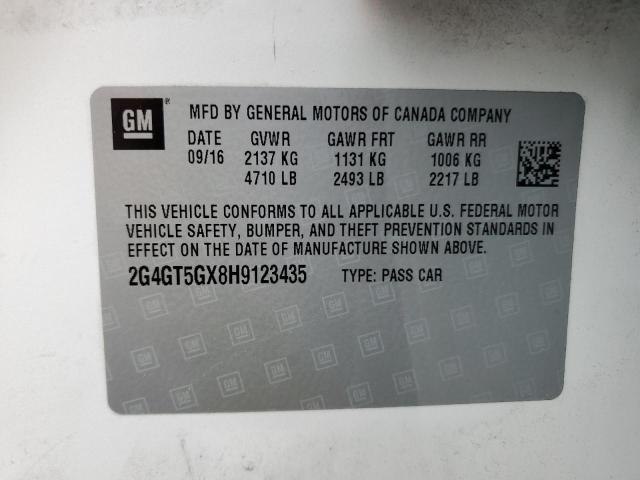 GM ® MFD BY GENERAL MOTORS OF CANADA COMPANY
DATE GVWR GAWR FRT GAWR RR
09/16 2137 KG 1131 KG 1006 KG
4710 LB 2493 LB 2217 LB
THIS VEHICLE CONFORMS TO ALL APPLICABLE U.S. FEDERAL MOTOR
VEHICLE SAFETY, BUMPER, AND THEFT PREVENTION STANDARDS IN
EFFECT ON THE DATE OF MANUFACTURE SHOWN ABOVE.
2G4GT5GX8H9123435 TYPE: PASS CAR